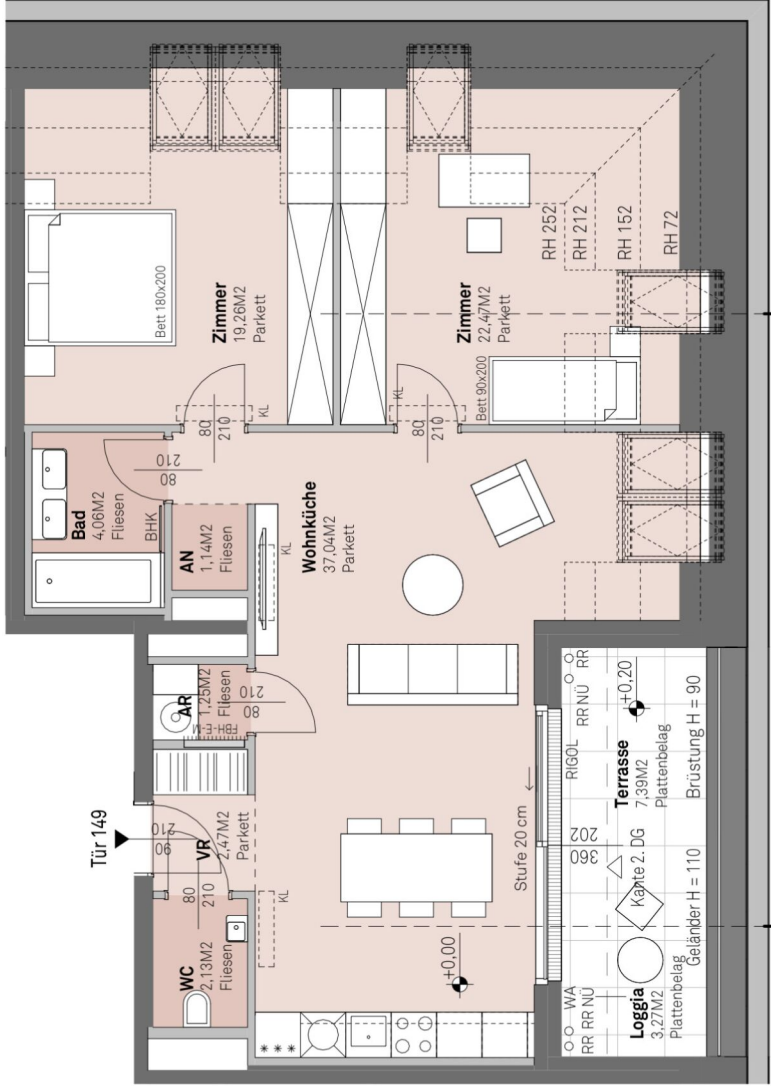 Tür 149
90
210
VR
2,47M2
Parkett
WC
2,13M2
Fliesen
80
210
AR
1,25M2
Fliesen
80
210
AN
1,14M2
Fliesen
Bad
4,06M2
Fliesen
BHK
80
210
Bett 180x200
Zimmer
19,26M2
Parkett
80
210
KL
Zimmer
22,47M2
Parkett
Bett 90x200
80
210
KL
RH 252
RH 212
RH 152
RH 72
Wohnküche
37,04M2
Parkett
KL
KL
+0,00
***
Stufe 20 cm
360
202
RIGOL
RR NÜ
RR
+0,20
Terrasse
7,39M2
Plattenbelag
Brüstung H = 90
Kante 2. DG
Geländer H = 110
WA
RR RR NÜ
Loggia
3,27M2
Plattenbelag